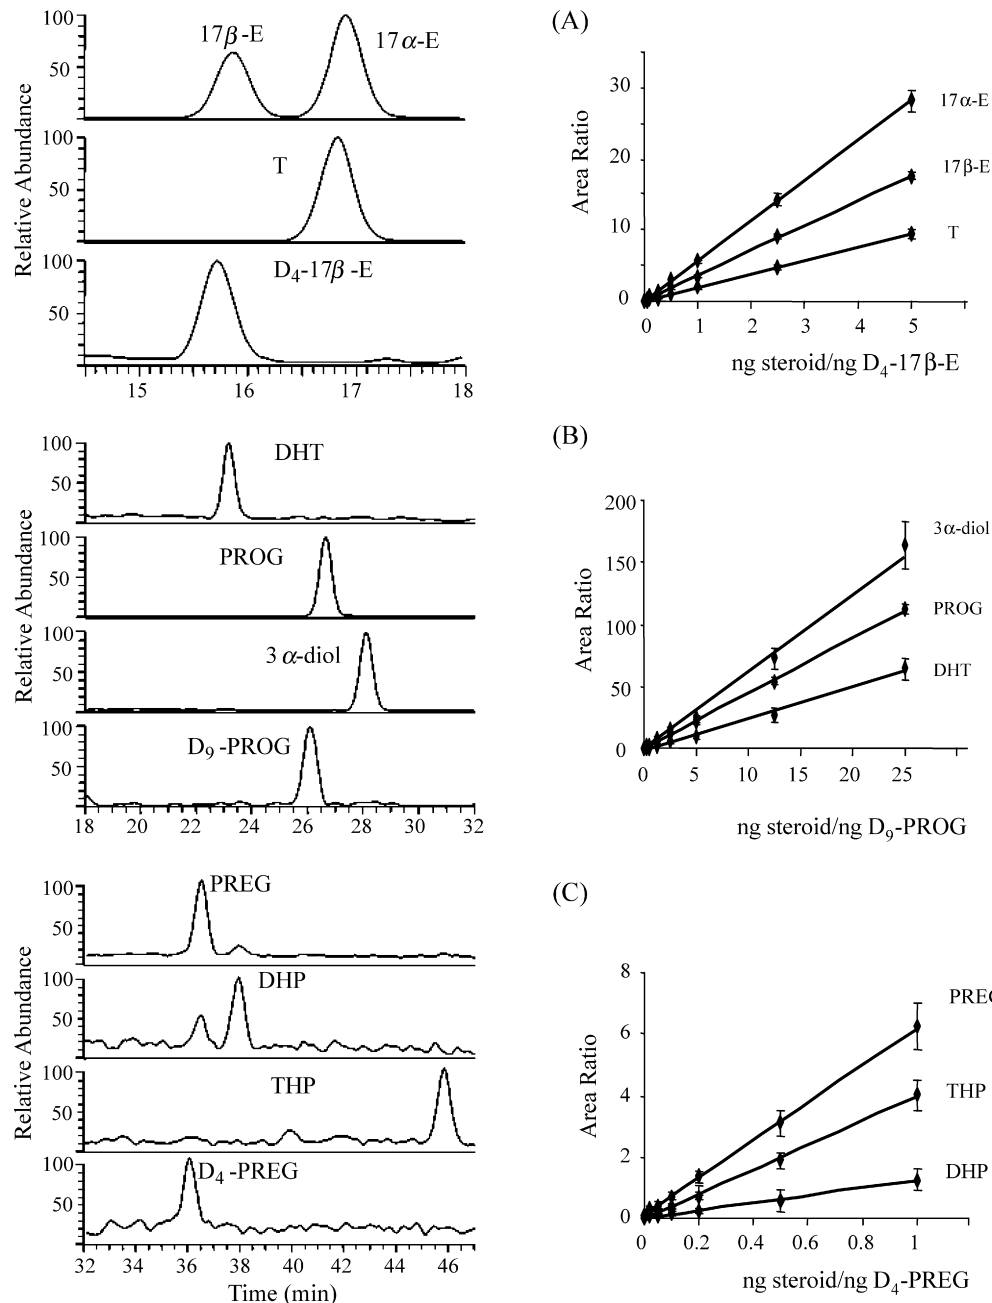 (A)
100
50
17β-E
17α-E
100
50
T
100
50
D4-17β-E
15
16
17
18
Relative Abundance
30
20
10
0
Area Ratio
17α-E
17β-E
T
0
1
2
3
4
5
ng steroid/ng D4-17β-E
(B)
100
50
DHT
100
50
PROG
100
50
3α-diol
100
50
D9-PROG
18
20
22
24
26
28
30
32
Relative Abundance
200
150
100
50
0
Area Ratio
3α-diol
PROG
DHT
0
5
10
15
20
25
ng steroid/ng D9-PROG
(C)
100
50
PREG
100
50
DHP
100
50
THP
100
50
D4-PREG
32
34
36
38
40
42
44
46
Time (min)
Relative Abundance
8
6
4
2
0
Area Ratio
PREG
THP
DHP
0
0.2
0.4
0.6
0.8
1
ng steroid/ng D4-PREG